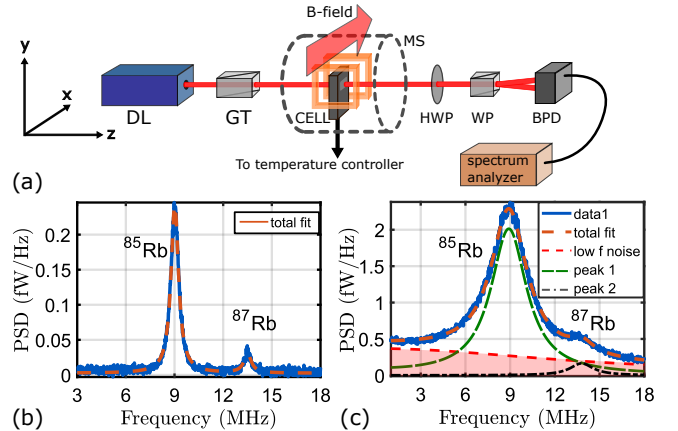 B-field
MS
y
x
z
DL
GT
CELL
HWP
WP
BPD
To temperature controller
spectrum
analyzer
(a)
PSD (fW/Hz)
0.2
0.15
0.1
0.05
0
⁸⁵Rb
⁸⁷Rb
total fit
3 6 9 12 15 18
Frequency (MHz)
(b)
PSD (fW/Hz)
2
1.5
1
0.5
0
⁸⁵Rb
⁸⁷Rb
data1
total fit
low f noise
peak 1
peak 2
3 6 9 12 15 18
Frequency (MHz)
(c)